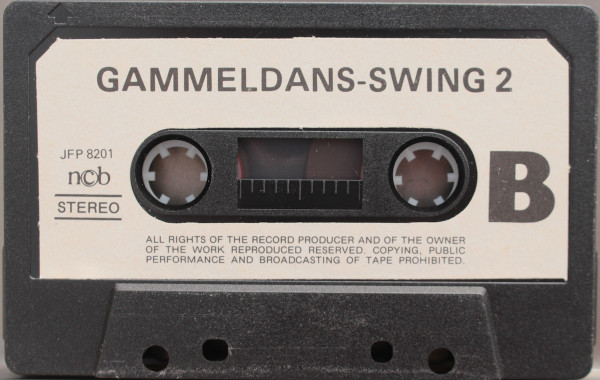 GAMMELDANS-SWING 2
JFP 8201
ncb
STEREO
B
ALL RIGHTS OF THE RECORD PRODUCER AND OF THE OWNER
OF THE WORK REPRODUCED RESERVED. COPYING, PUBLIC
PERFORMANCE AND BROADCASTING OF TAPE PROHIBITED.